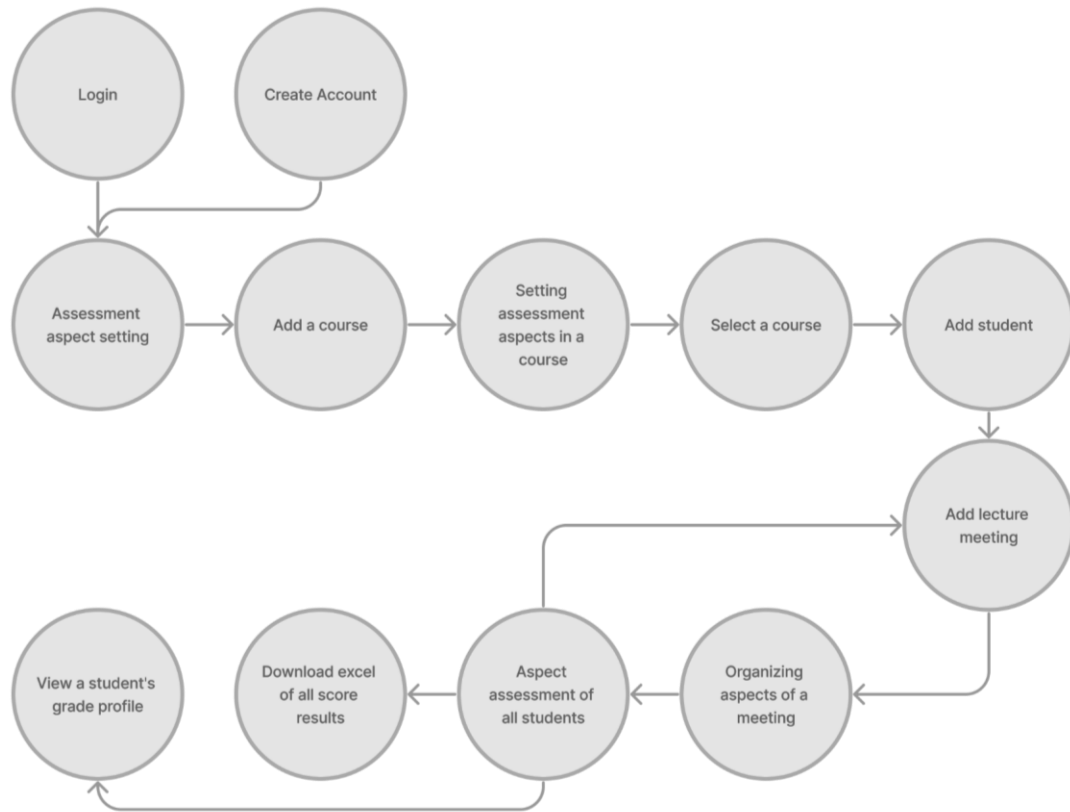 Login
Create Account
Assessment
aspect setting
Add a course
Setting
assessment
aspects in a
course
Select a course
Add student
Add lecture
meeting
View a student's
grade profile
Download excel
of all score
results
Aspect
assessment of
all students
Organizing
aspects of a
meeting